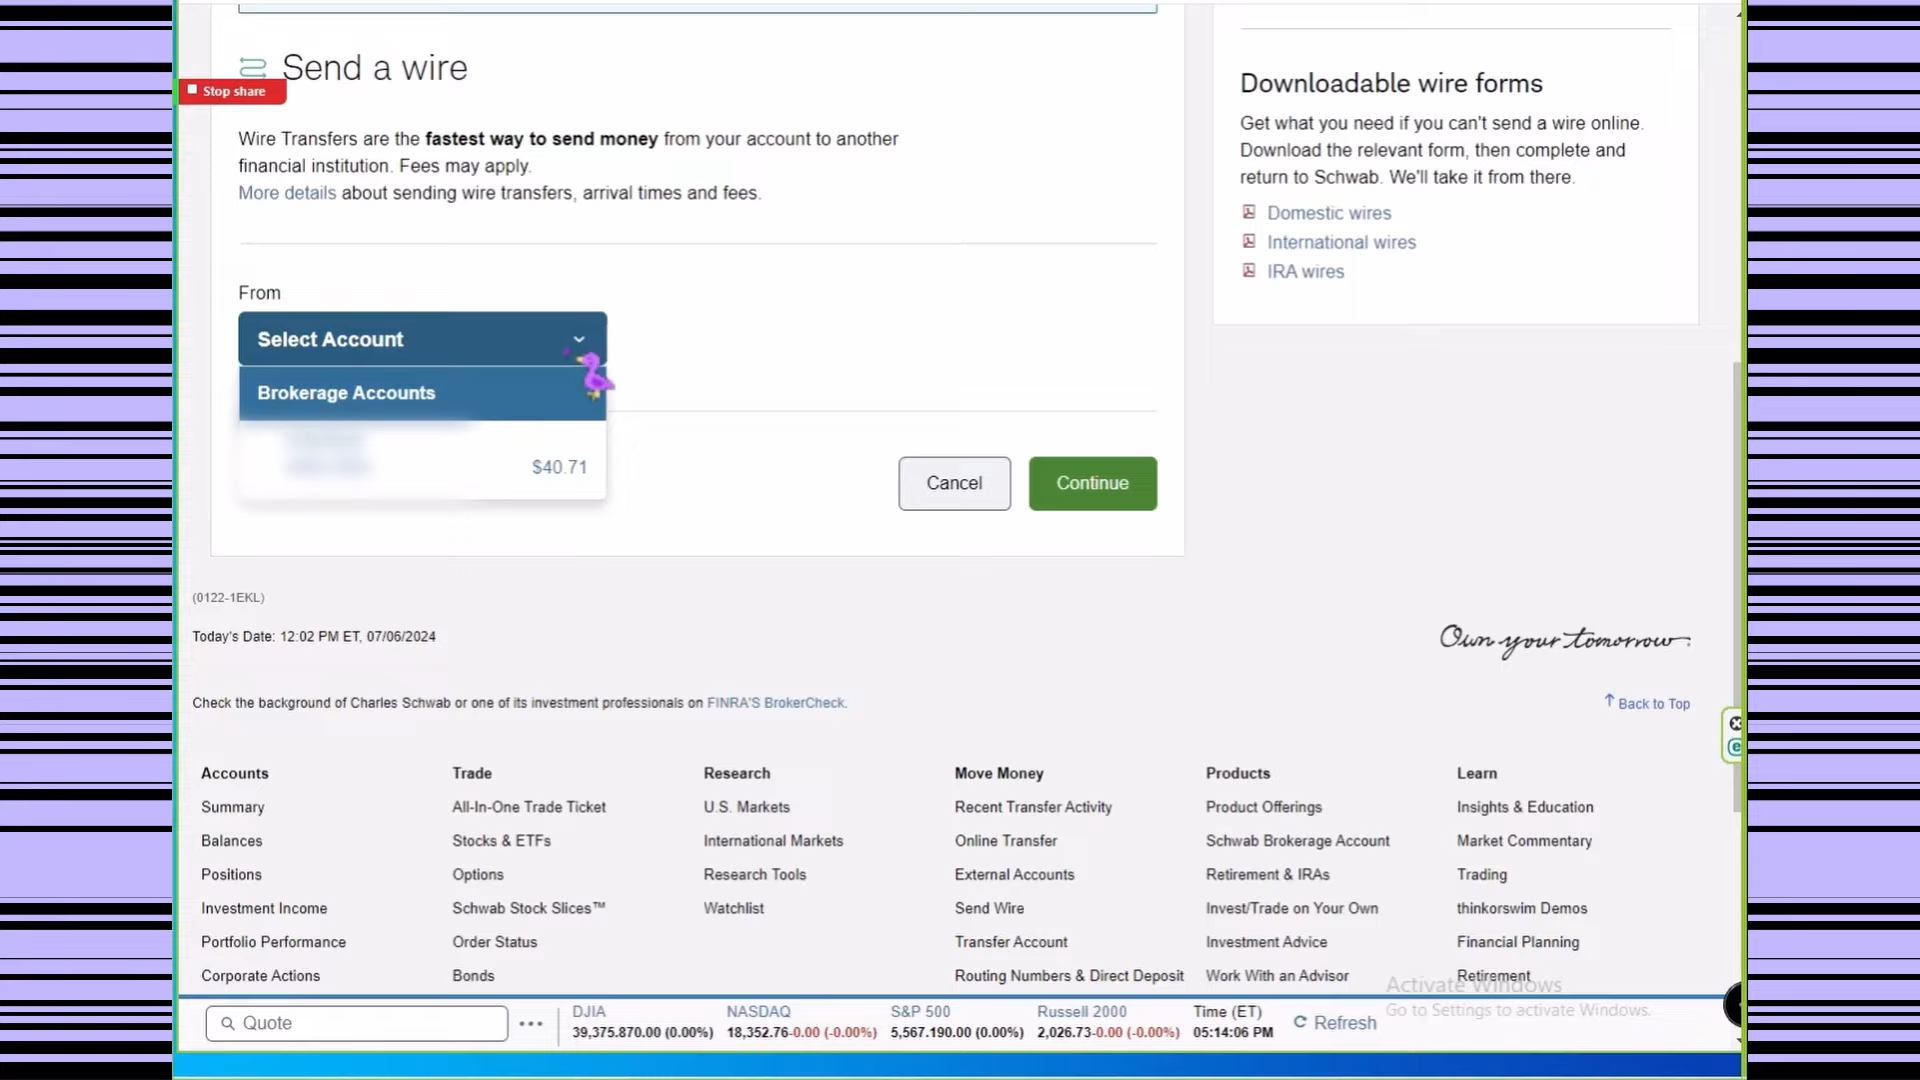 Send a wire
Stop share
Wire Transfers are the fastest way to send money from your account to another
financial institution. Fees may apply.
More details about sending wire transfers, arrival times and fees.
From
Select Account
Brokerage Accounts
$40.71
Cancel
Continue
Downloadable wire forms
Get what you need if you can't send a wire online.
Download the relevant form, then complete and
return to Schwab. We'll take it from there.
Domestic wires
International wires
IRA wires
(0122-1EKL)
Today's Date: 12:02 PM ET, 07/06/2024
Own your tomorrow.
Check the background of Charles Schwab or one of its investment professionals on FINRA'S BrokerCheck.
Back to Top
Accounts
Summary
Balances
Positions
Investment Income
Portfolio Performance
Corporate Actions
Trade
All-In-One Trade Ticket
Stocks & ETFs
Options
Schwab Stock Slices™
Order Status
Bonds
Research
U.S. Markets
International Markets
Research Tools
Watchlist
Move Money
Recent Transfer Activity
Online Transfer
External Accounts
Send Wire
Transfer Account
Routing Numbers & Direct Deposit
Products
Product Offerings
Schwab Brokerage Account
Retirement & IRAs
Invest/Trade on Your Own
Investment Advice
Work With an Advisor
Learn
Insights & Education
Market Commentary
Trading
thinkorswim Demos
Financial Planning
Retirement
Activate Windows
Go to Settings to activate Windows.
Quote
DJIA
39,375.870.00 (0.00%)
NASDAQ
18,352.76-0.00 (-0.00%)
S&P 500
5,567.190.00 (0.00%)
Russell 2000
2,026.73-0.00 (-0.00%)
Time (ET)
05:14:06 PM
Refresh